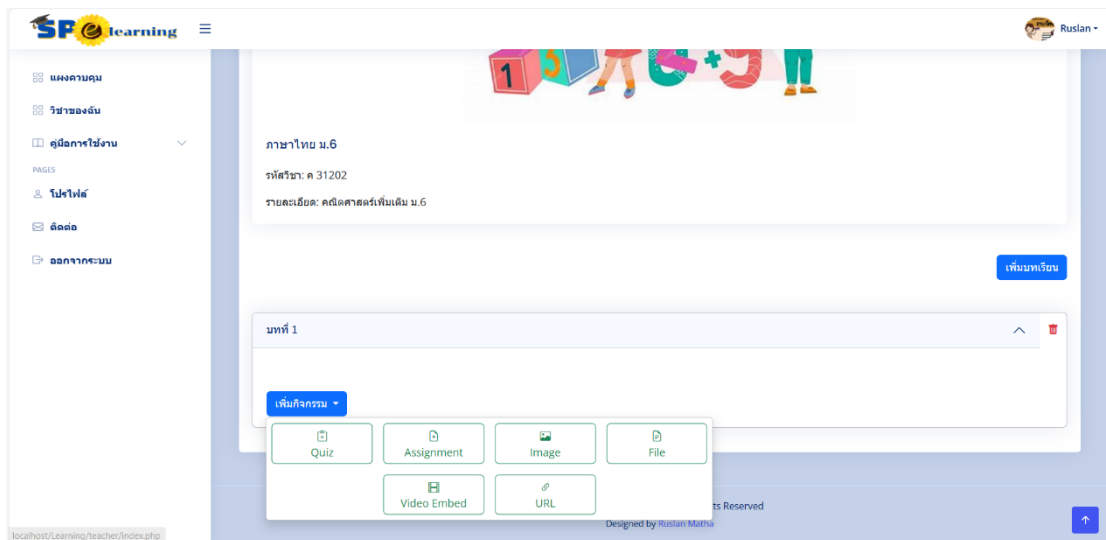 SP e learning
Ruslan
แผงควบคุม
วิชาของฉัน
คู่มือการใช้งาน
PAGES
โปรไฟล์
ติดต่อ
ออกจากระบบ
1
ภาษาไทย ม.6
รหัสวิชา: ค 31202
รายละเอียด: คณิตศาสตร์เพิ่มเติม ม.6
เพิ่มบทเรียน
บทที่ 1
เพิ่มกิจกรรม
Quiz
Assignment
Image
File
Video Embed
URL
ts Reserved
Designed by Ruslan Matha
localhost/Learning/teacher/index.php